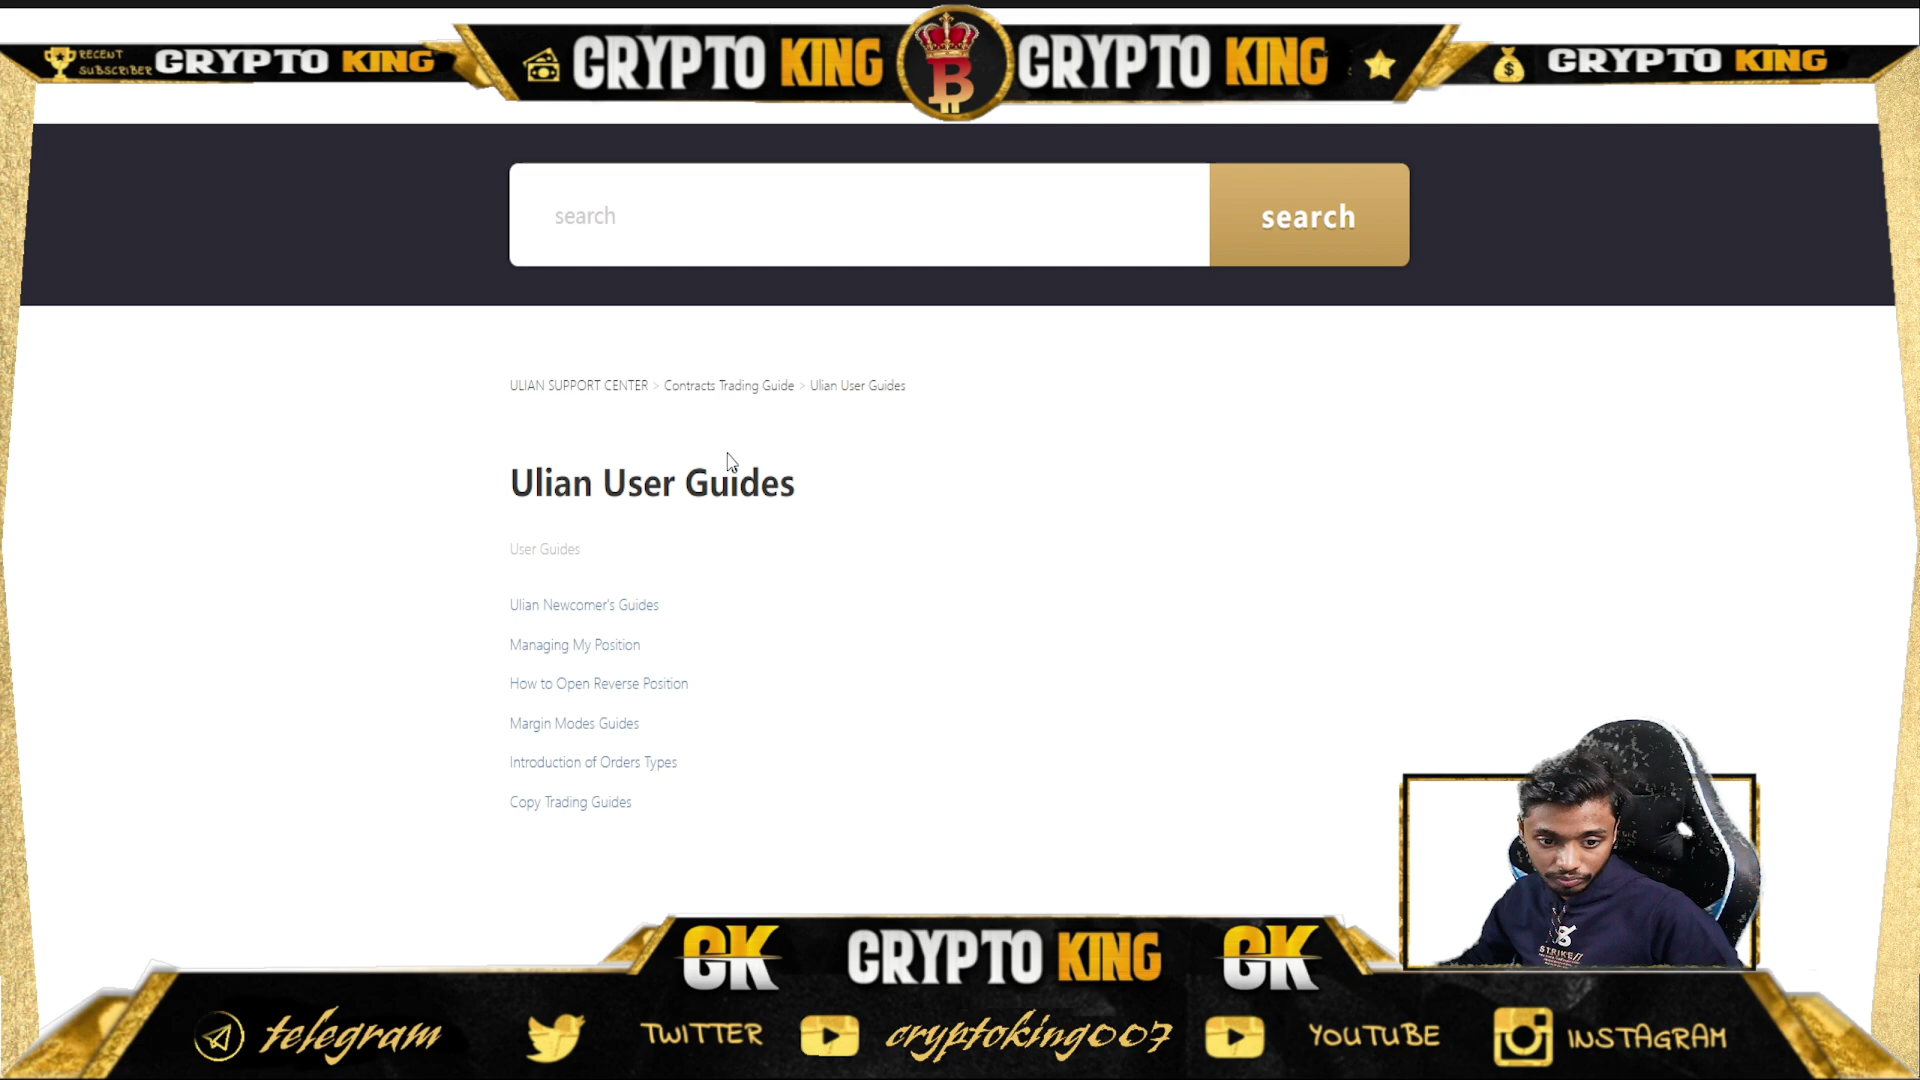 RECENT
SUBSCRIBER
CRYPTO KING
CRYPTO KING
B
CRYPTO KING
$
CRYPTO KING
search
search
ULIAN SUPPORT CENTER > Contracts Trading Guide > Ulian User Guides
Ulian User Guides
User Guides
Ulian Newcomer's Guides
Managing My Position
How to Open Reverse Position
Margin Modes Guides
Introduction of Orders Types
Copy Trading Guides
STRIKE//
CK
CRYPTO KING
CK
telegram
TWITTER
cryptoking007
YOUTUBE
INSTAGRAM